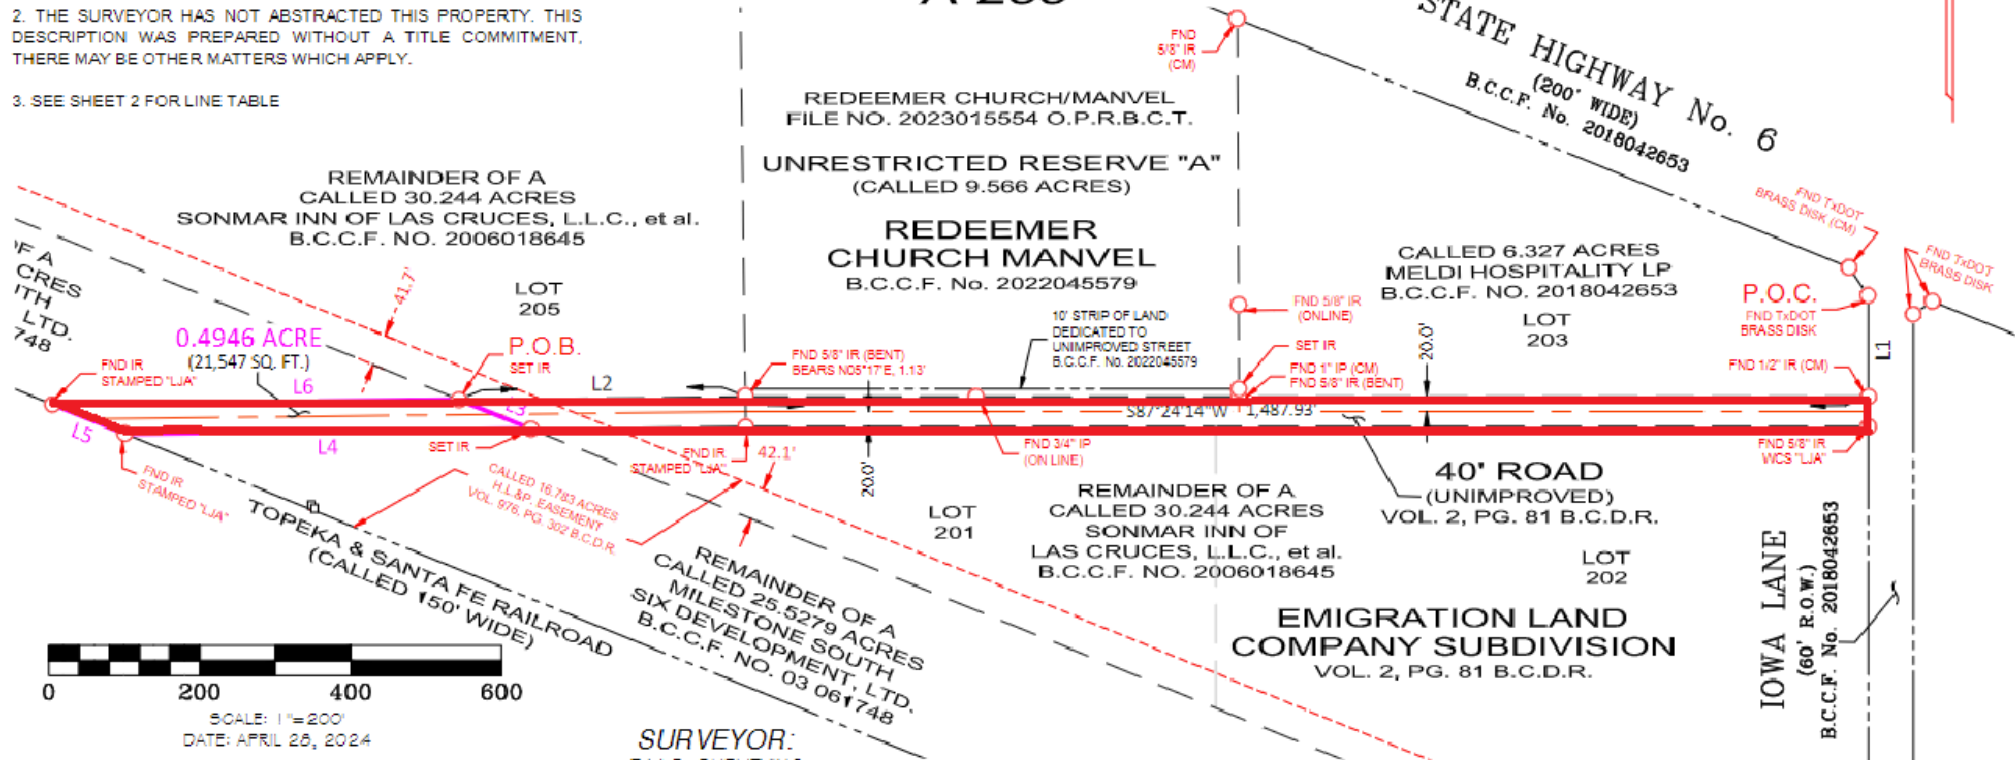 2. THE SURVEYOR HAS NOT ABSTRACTED THIS PROPERTY. THIS
DESCRIPTION WAS PREPARED WITHOUT A TITLE COMMITMENT,
THERE MAY BE OTHER MATTERS WHICH APPLY.
3. SEE SHEET 2 FOR LINE TABLE
FND
5/8" IR
(CM)
STATE HIGHWAY No. 6
(200' WIDE)
B.C.C.F. No. 2018042653
REDEEMER CHURCH/MANVEL
FILE NO. 2023015554 O.P.R.B.C.T.
UNRESTRICTED RESERVE "A"
(CALLED 9.566 ACRES)
REDEEMER
CHURCH MANVEL
B.C.C.F. No. 2022045579
REMAINDER OF A
CALLED 30.244 ACRES
SONMAR INN OF LAS CRUCES, L.L.C., et al.
B.C.C.F. NO. 2006018645
FND TxDOT
BRASS DISK (CM)
FND TxDOT
BRASS DISK
CALLED 6.327 ACRES
MELDI HOSPITALITY LP
B.C.C.F. NO. 2018042653
LOT
203
P.O.C.
FND TxDOT
BRASS DISK
OF A
CRES
LTD.
748
41.7'
LOT
205
0.4946 ACRE
(21,547 SQ. FT.)
FND IR
STAMPED "LJA"
L6
P.O.B.
SET IR
L2
L3
FND 5/8" IR (BENT)
BEARS N05°17'E, 1.13'
10' STRIP OF LAND
DEDICATED TO
UNIMPROVED STREET
B.C.C.F. No. 2022045579
FND 5/8" IR
(ONLINE)
SET IR
FND 1" IP (CM)
FND 5/8" IR (BENT)
20.0'
FND 1/2" IR (CM)
L1
S87°24'14"W 1,487.93'
L5
L4
SET IR
FND IR
STAMPED "LJA"
42.1'
20.0'
FND 3/4" IP
(ON LINE)
FND 5/8" IR
WCS "LJA"
FND IR
STAMPED "LJA"
CALLED 16.783 ACRES
H.L.&P. EASEMENT
VOL. 976, PG. 302 B.C.D.R.
40' ROAD
(UNIMPROVED)
VOL. 2, PG. 81 B.C.D.R.
LOT
201
REMAINDER OF A
CALLED 30.244 ACRES
SONMAR INN OF
LAS CRUCES, L.L.C., et al.
B.C.C.F. NO. 2006018645
LOT
202
TOPEKA & SANTA FE RAILROAD
(CALLED 150' WIDE)
REMAINDER OF A
CALLED 25.5279 ACRES
MILESTONE SOUTH
SIX DEVELOPMENT, LTD.
B.C.C.F. NO. 03 061748
EMIGRATION LAND
COMPANY SUBDIVISION
VOL. 2, PG. 81 B.C.D.R.
IOWA LANE
(60' R.O.W.)
B.C.C.F. No. 2018042653
0 200 400 600
SCALE: 1"=200'
DATE: APRIL 28, 2024
SURVEYOR: